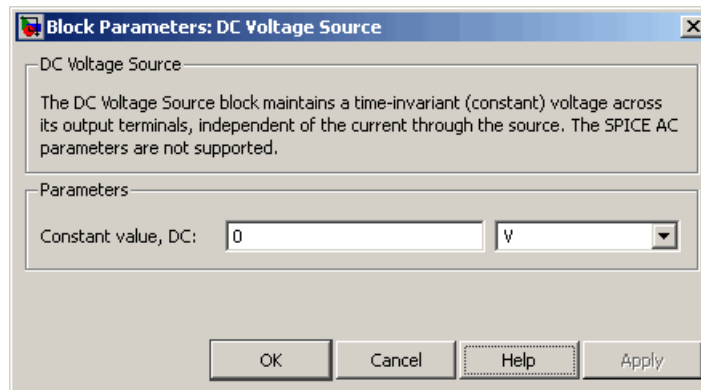 Block Parameters: DC Voltage Source
DC Voltage Source
The DC Voltage Source block maintains a time-invariant (constant) voltage across
its output terminals, independent of the current through the source. The SPICE AC
parameters are not supported.
Parameters
Constant value, DC: 0 V
OK Cancel Help Apply